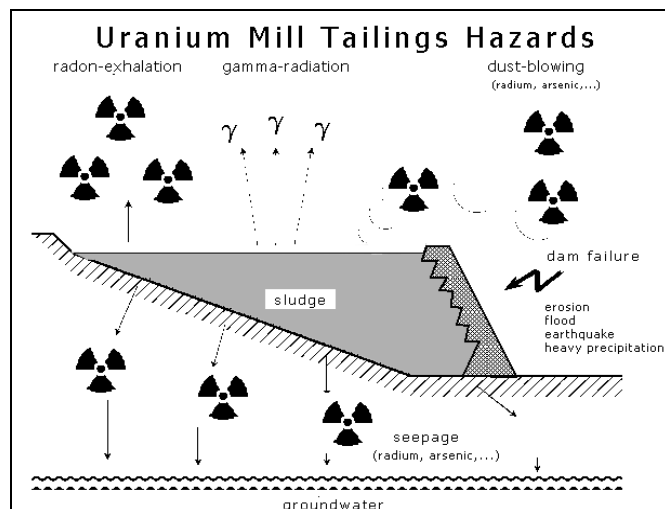 Uranium Mill Tailings Hazards
radon-exhalation
gamma-radiation
dust-blowing
(radium, arsenic,...)
γ γ γ
dam failure
sludge
erosion
flood
earthquake
heavy precipitation
seepage
(radium, arsenic,...)
groundwater